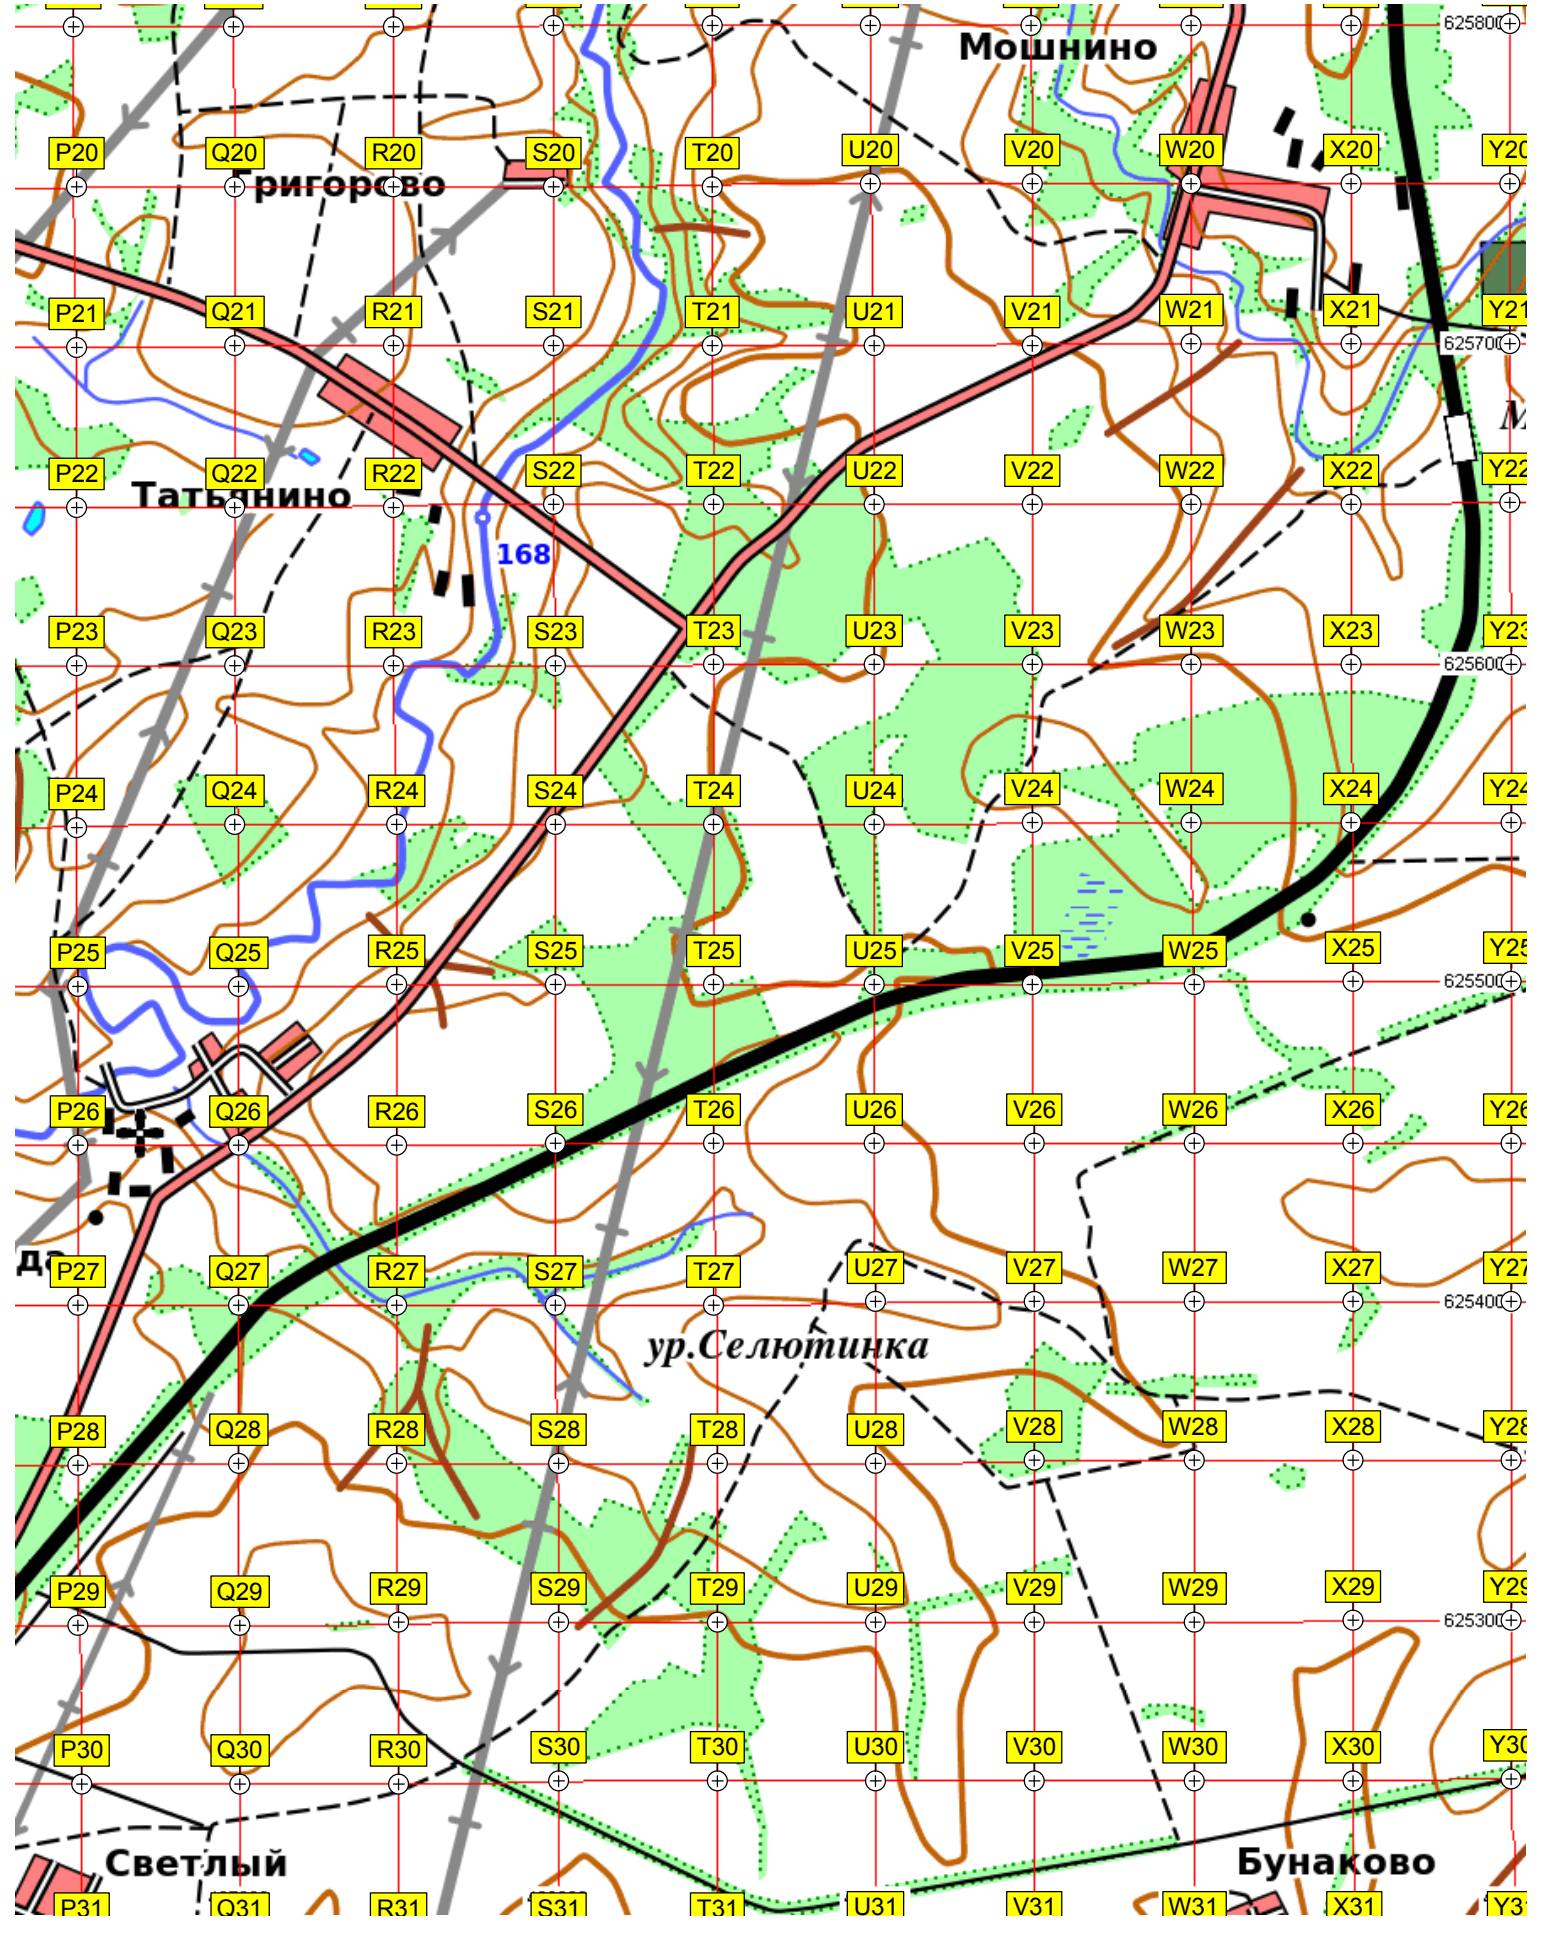 625800
Мошнино
P20 Q20 R20 S20 T20 U20 V20 W20 X20 Y20
Григорово
P21 Q21 R21 S21 T21 U21 V21 W21 X21 Y21
625700
М
P22 Q22 R22 S22 T22 U22 V22 W22 X22 Y22
Татьянино
168
P23 Q23 R23 S23 T23 U23 V23 W23 X23 Y23
625600
P24 Q24 R24 S24 T24 U24 V24 W24 X24 Y24
P25 Q25 R25 S25 T25 U25 V25 W25 X25 Y25
625500
P26 Q26 R26 S26 T26 U26 V26 W26 X26 Y26
да
P27 Q27 R27 S27 T27 U27 V27 W27 X27 Y27
625400
ур.Селютинка
P28 Q28 R28 S28 T28 U28 V28 W28 X28 Y28
P29 Q29 R29 S29 T29 U29 V29 W29 X29 Y29
625300
P30 Q30 R30 S30 T30 U30 V30 W30 X30 Y30
Светлый
Бунаково
P31 Q31 R31 S31 T31 U31 V31 W31 X31 Y31